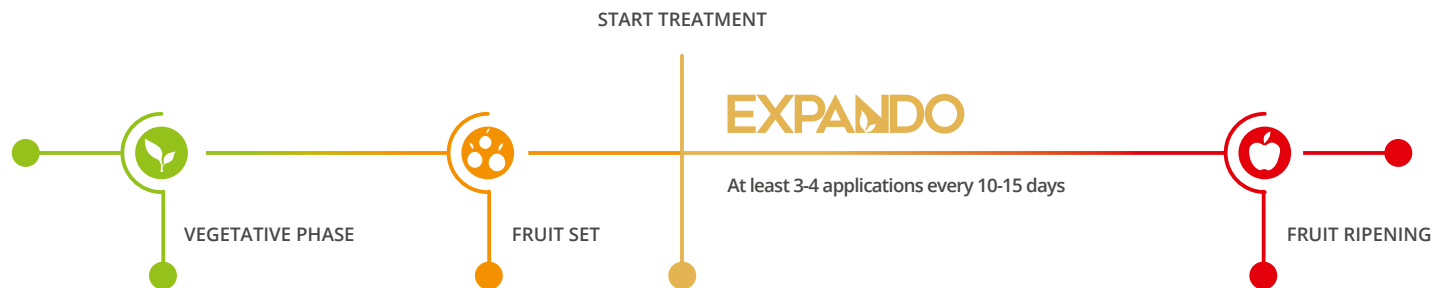 START TREATMENT
EXPANDO
At least 3-4 applications every 10-15 days
VEGETATIVE PHASE
FRUIT SET
FRUIT RIPENING